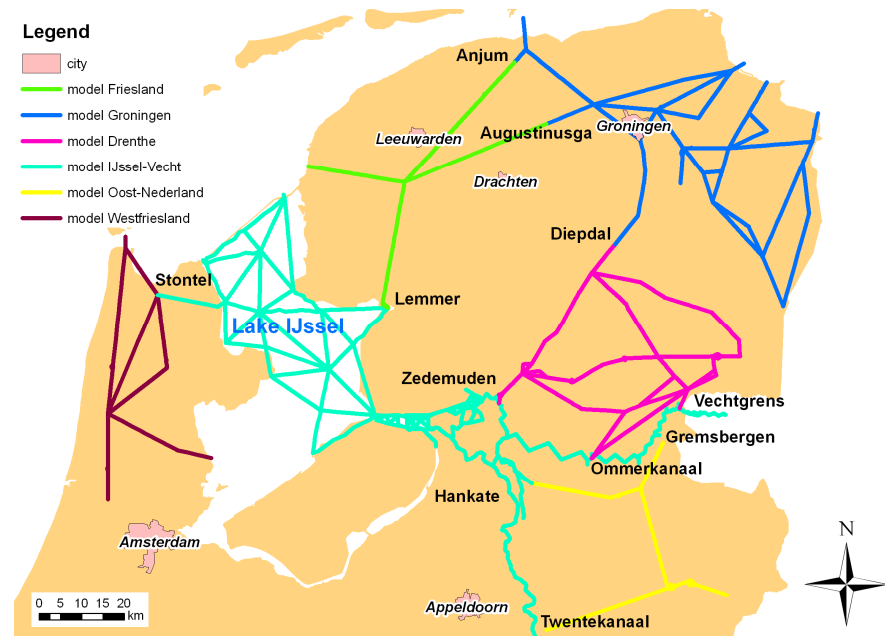 Legend
city
model Friesland
model Groningen
model Drenthe
model IJssel-Vecht
model Oost-Nederland
model Westfriesland
Anjum
Leeuwarden
Augustinusga
Groningen
Drachten
Diepdal
Stontel
Lemmer
Lake IJssel
Zedemuden
Vechtgrens
Gremsbergen
Ommerkanaal
Hankate
Amsterdam
N
Appeldoorn
Twentekanaal
0 5 10 15 20
km